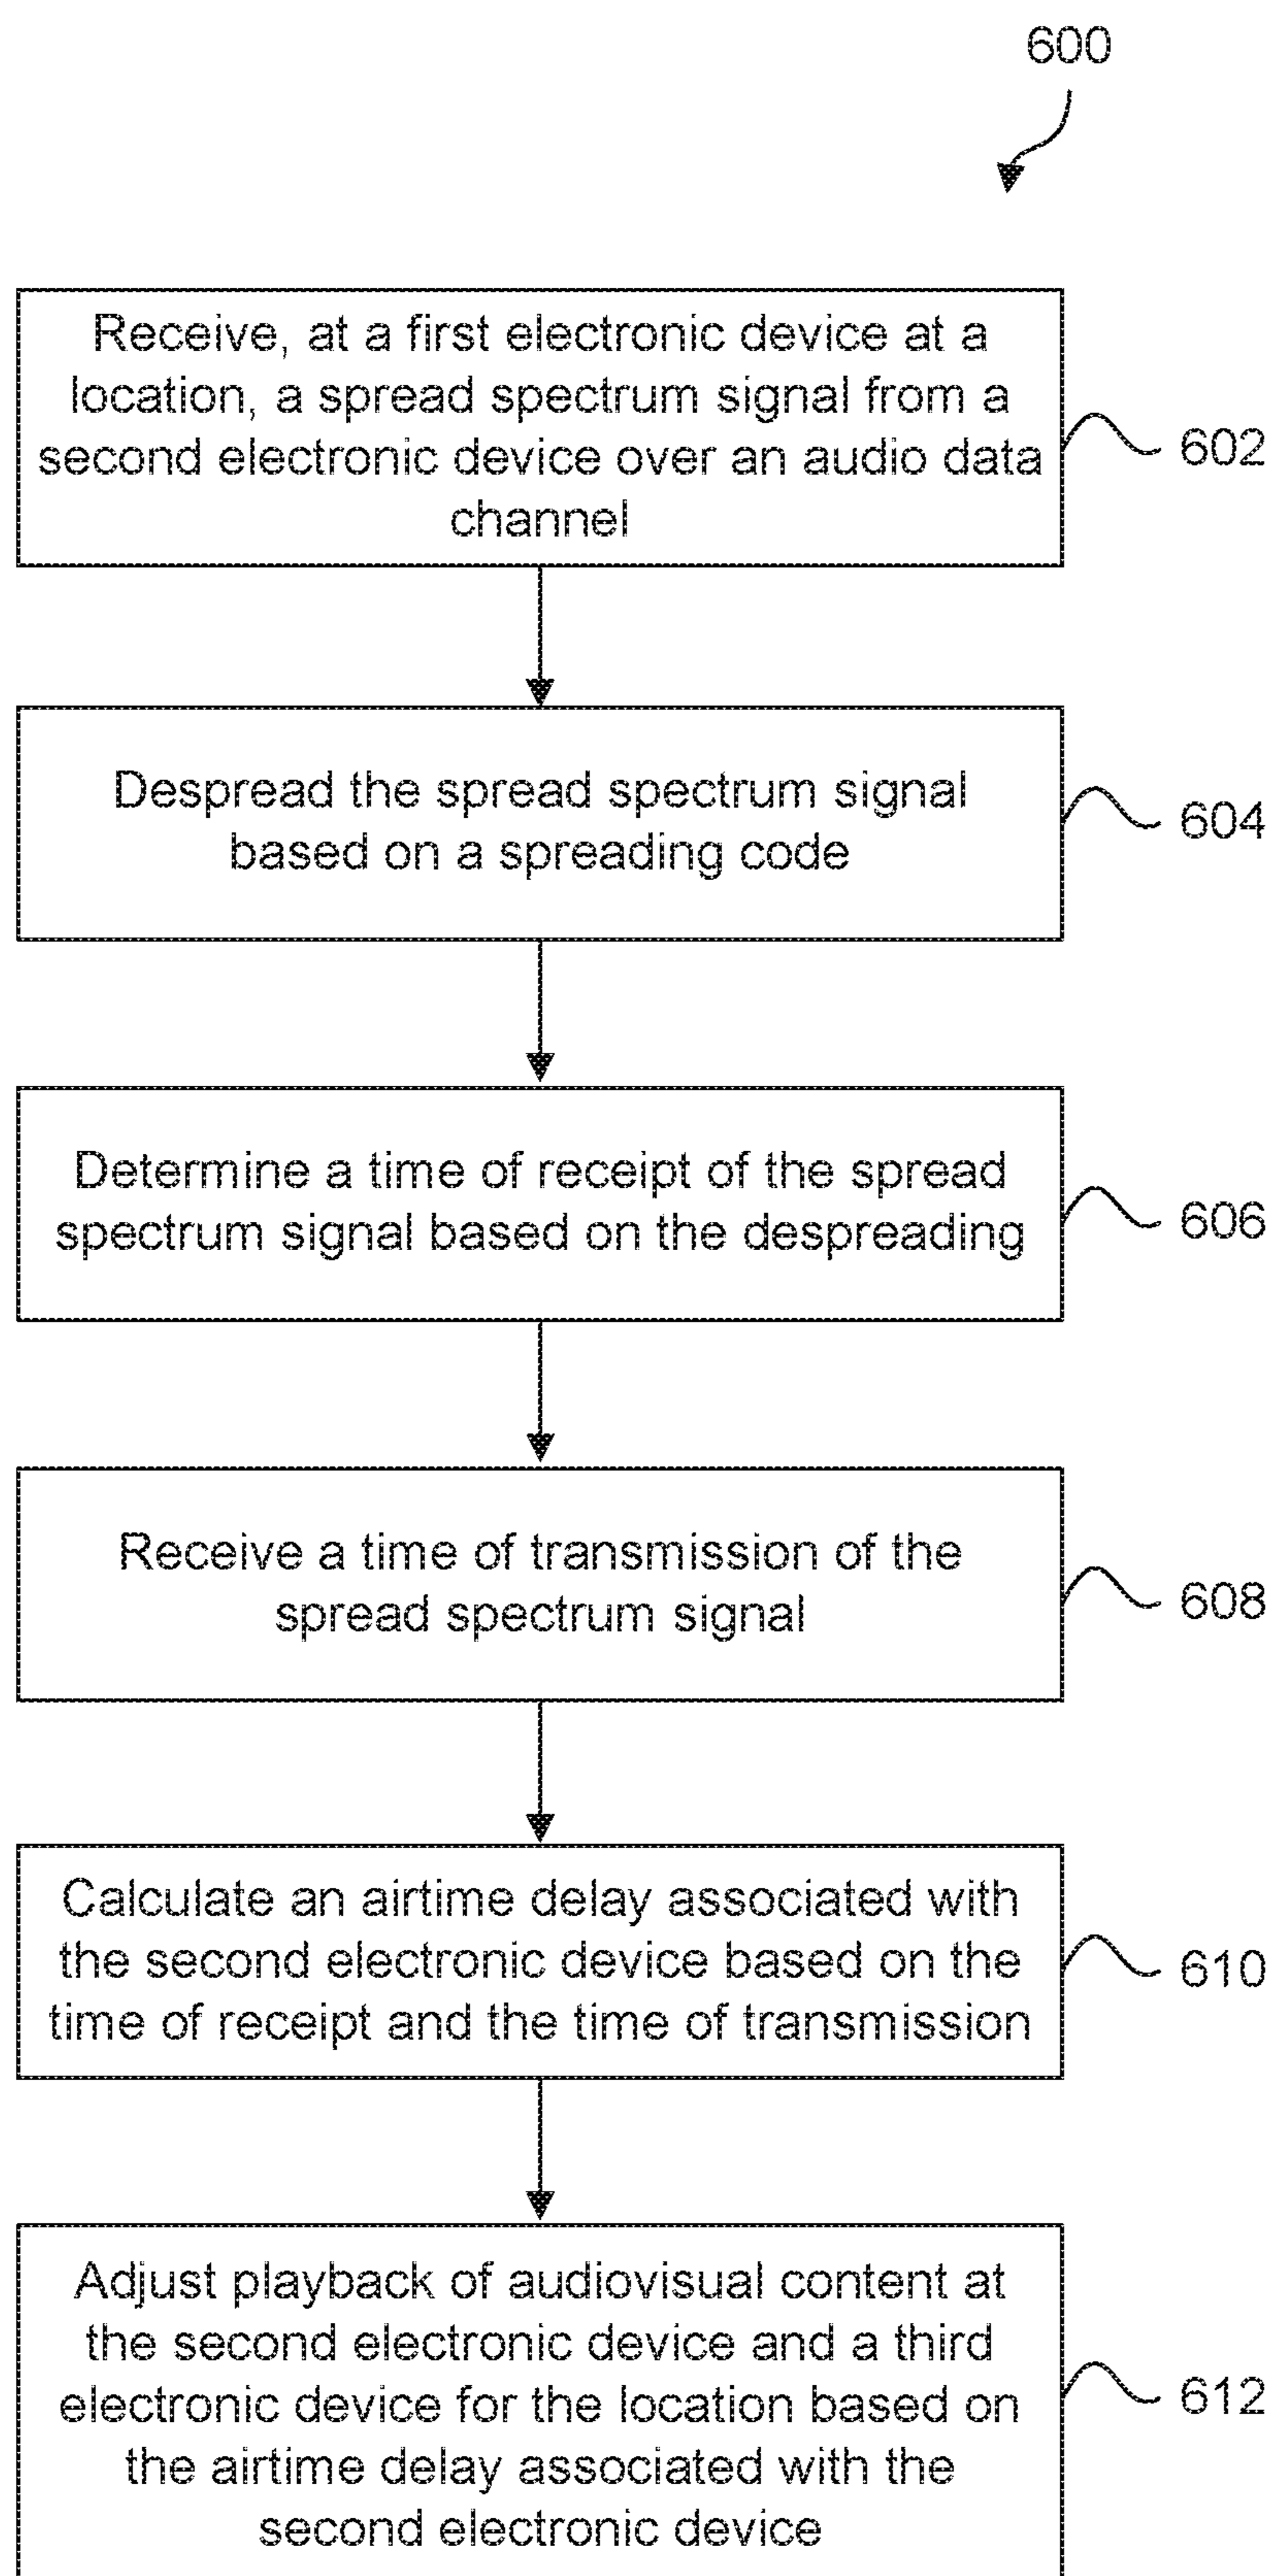 600
Receive, at a first electronic device at a
location, a spread spectrum signal from a
second electronic device over an audio data
channel
602
Despread the spread spectrum signal
based on a spreading code
604
Determine a time of receipt of the spread
spectrum signal based on the despreading
606
Receive a time of transmission of the
spread spectrum signal
608
Calculate an airtime delay associated with
the second electronic device based on the
time of receipt and the time of transmission
610
Adjust playback of audiovisual content at
the second electronic device and a third
electronic device for the location based on
the airtime delay associated with the
second electronic device
612